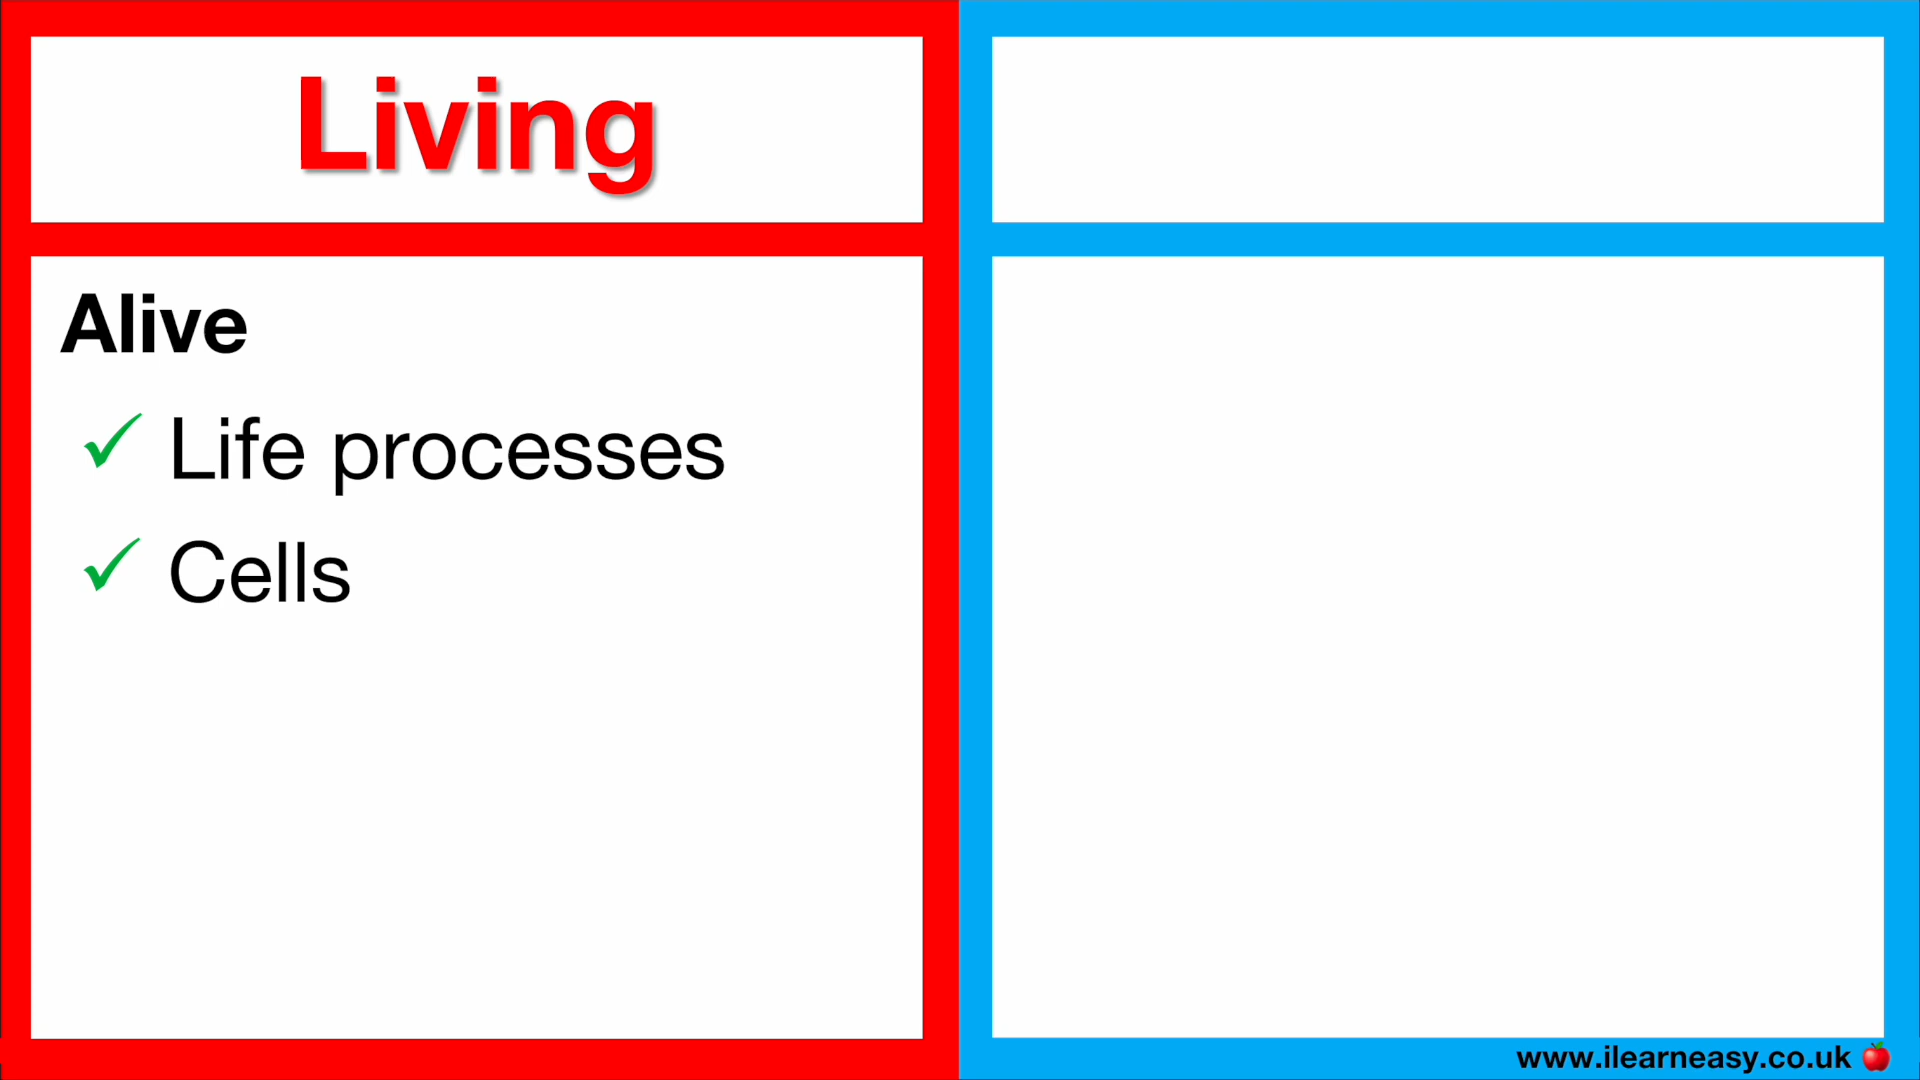 Living
Alive
✓ Life processes
✓ Cells
www.ilearneasy.co.uk